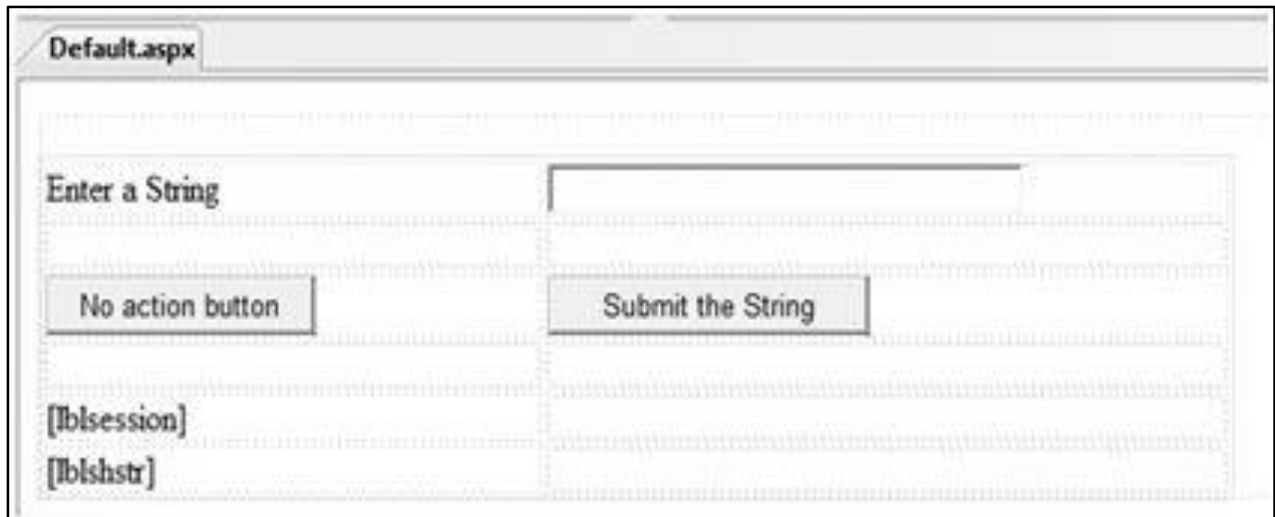 Default.aspx
Enter a String
No action button Submit the String
[lblsession]
[lblshstr]